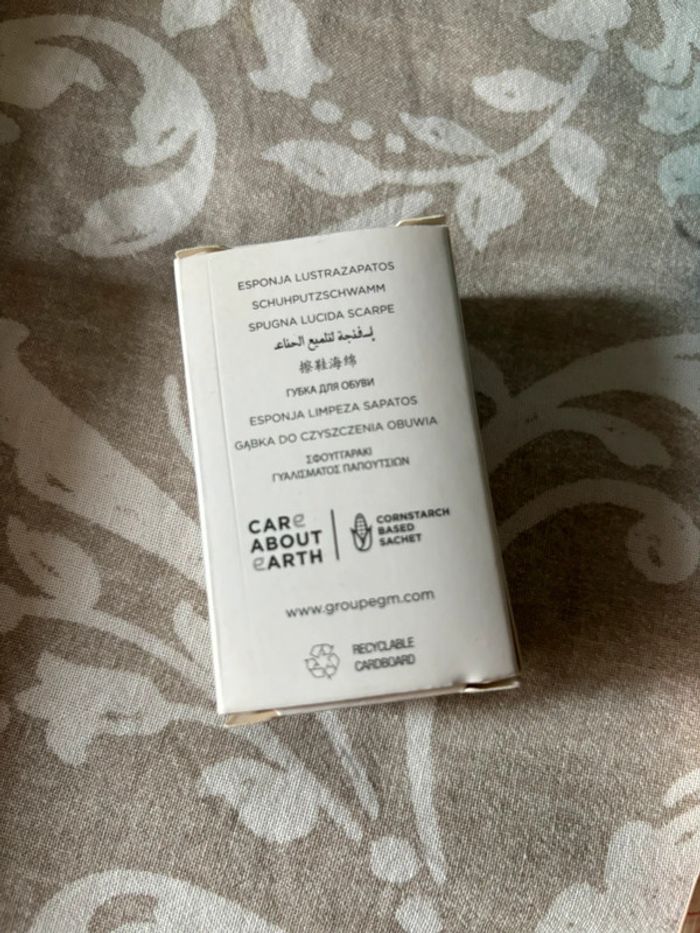 ESPONJA LUSTRAZAPATOS
SCHUHPUTZSCHWAMM
SPUGNA LUCIDA SCARPE
إسفنجة لتلميع الحذاء
擦鞋海绵
ГУБКА ДЛЯ ОБУВИ
ESPONJA LIMPEZA SAPATOS
GĄBKA DO CZYSZCZENIA OBUWIA
ΣΦΟΥΓΓΑΡΑΚΙ
ΓΥΑΛΙΣΜΑΤΟΣ ΠΑΠΟΥΤΣΙΩΝ
CARe
ABOUT
eARTH
CORNSTARCH
BASED
SACHET
www.groupegm.com
RECYCLABLE
CARDBOARD